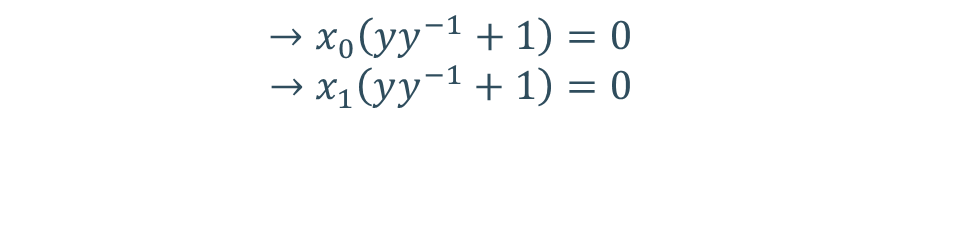 → x₀(yy⁻¹ + 1) = 0
→ x₁(yy⁻¹ + 1) = 0